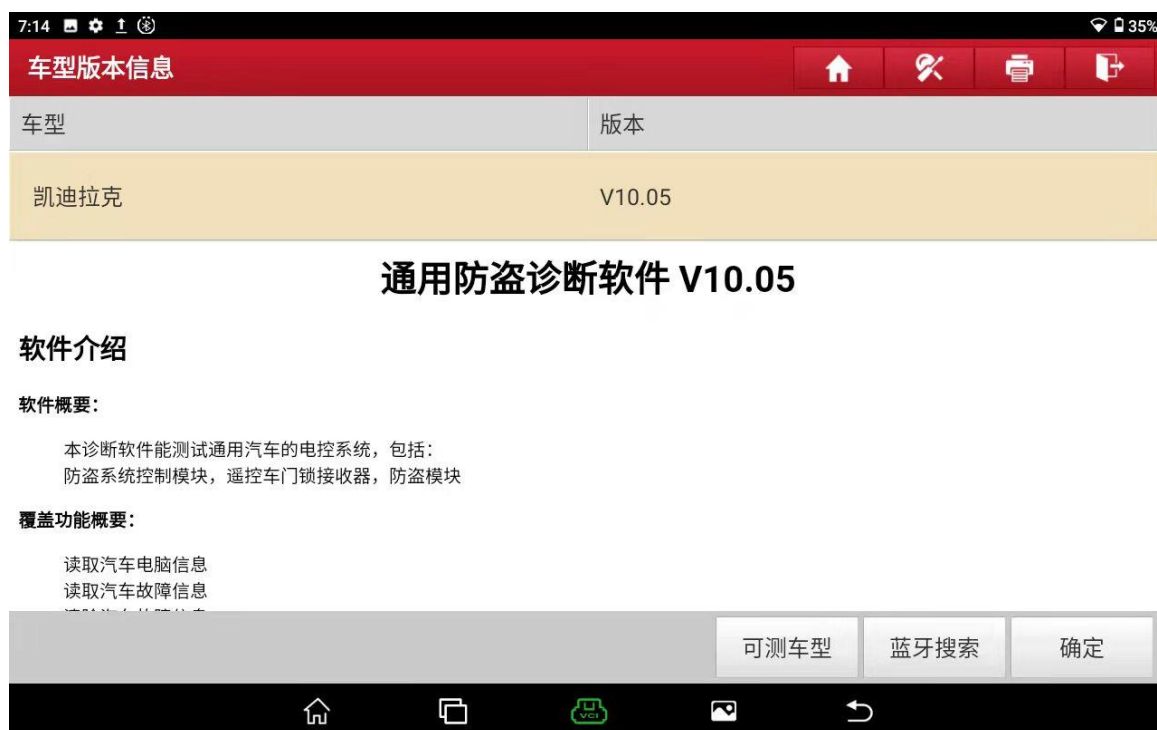 7:14
35%
车型版本信息
车型 版本
凯迪拉克 V10.05
通用防盗诊断软件 V10.05
软件介绍
软件概要：
本诊断软件能测试通用汽车的电控系统，包括：
防盗系统控制模块，遥控车门锁接收器，防盗模块
覆盖功能概要：
读取汽车电脑信息
读取汽车故障信息
可测车型 蓝牙搜索 确定
VCI